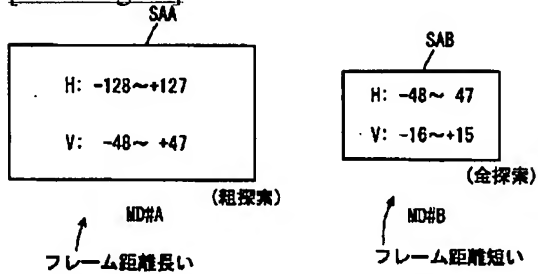 SAA
H: -128～+127
V: -48～ +47
(粗探索)
MD#A
フレーム距離長い
SAB
H: -48～ 47
V: -16～+15
(金探索)
MD#B
フレーム距離短い